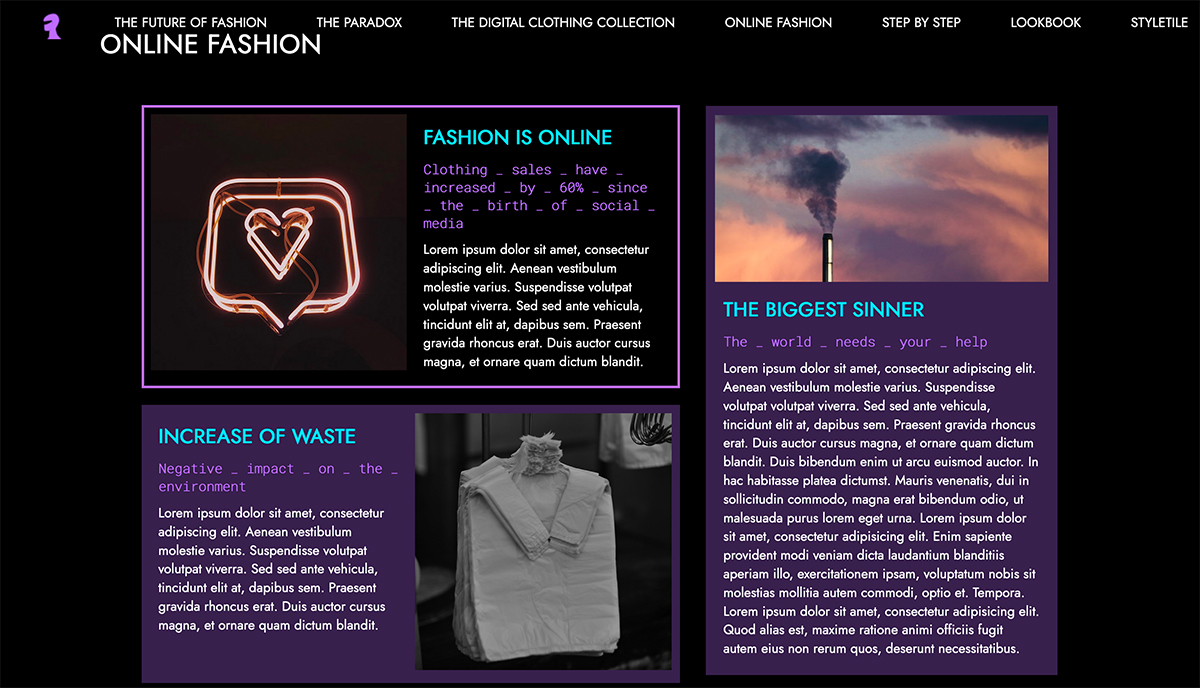 THE FUTURE OF FASHION THE PARADOX THE DIGITAL CLOTHING COLLECTION ONLINE FASHION STEP BY STEP LOOKBOOK STYLETILE
ONLINE FASHION
FASHION IS ONLINE
Clothing _ sales _ have _
increased _ by _ 60% _ since
_ the _ birth _ of _ social _
media
Lorem ipsum dolor sit amet, consectetur
adipiscing elit. Aenean vestibulum
molestie varius. Suspendisse volutpat
volutpat viverra. Sed sed ante vehicula,
tincidunt elit at, dapibus sem. Praesent
gravida rhoncus erat. Duis auctor cursus
magna, et ornare quam dictum blandit.
INCREASE OF WASTE
Negative _ impact _ on _ the _
environment
Lorem ipsum dolor sit amet, consectetur
adipiscing elit. Aenean vestibulum
molestie varius. Suspendisse volutpat
volutpat viverra. Sed sed ante vehicula,
tincidunt elit at, dapibus sem. Praesent
gravida rhoncus erat. Duis auctor cursus
magna, et ornare quam dictum blandit.
THE BIGGEST SINNER
The _ world _ needs _ your _ help
Lorem ipsum dolor sit amet, consectetur adipiscing elit.
Aenean vestibulum molestie varius. Suspendisse
volutpat volutpat viverra. Sed sed ante vehicula,
tincidunt elit at, dapibus sem. Praesent gravida rhoncus
erat. Duis auctor cursus magna, et ornare quam dictum
blandit. Duis bibendum enim ut arcu euismod auctor. In
hac habitasse platea dictumst. Mauris venenatis, dui in
sollicitudin commodo, magna erat bibendum odio, ut
malesuada purus lorem eget urna. Lorem ipsum dolor
sit amet, consectetur adipisicing elit. Enim sapiente
provident modi veniam dicta laudantium blanditiis
aperiam illo, exercitationem ipsam, voluptatum nobis sit
molestias mollitia autem commodi, optio et. Tempora.
Lorem ipsum dolor sit amet, consectetur adipisicing elit.
Quod alias est, maxime ratione animi officiis fugit
autem eius non rerum quos, deserunt necessitatibus.